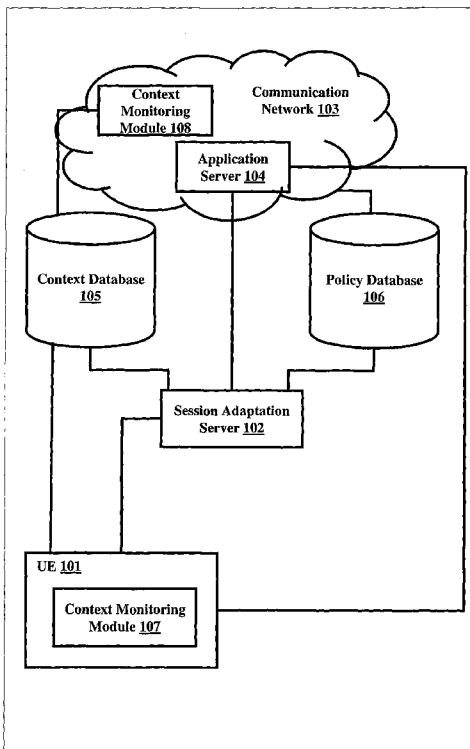 Context
Monitoring
Module 108
Communication
Network 103
Application
Server 104
Context Database
105
Policy Database
106
Session Adaptation
Server 102
UE 101
Context Monitoring
Module 107